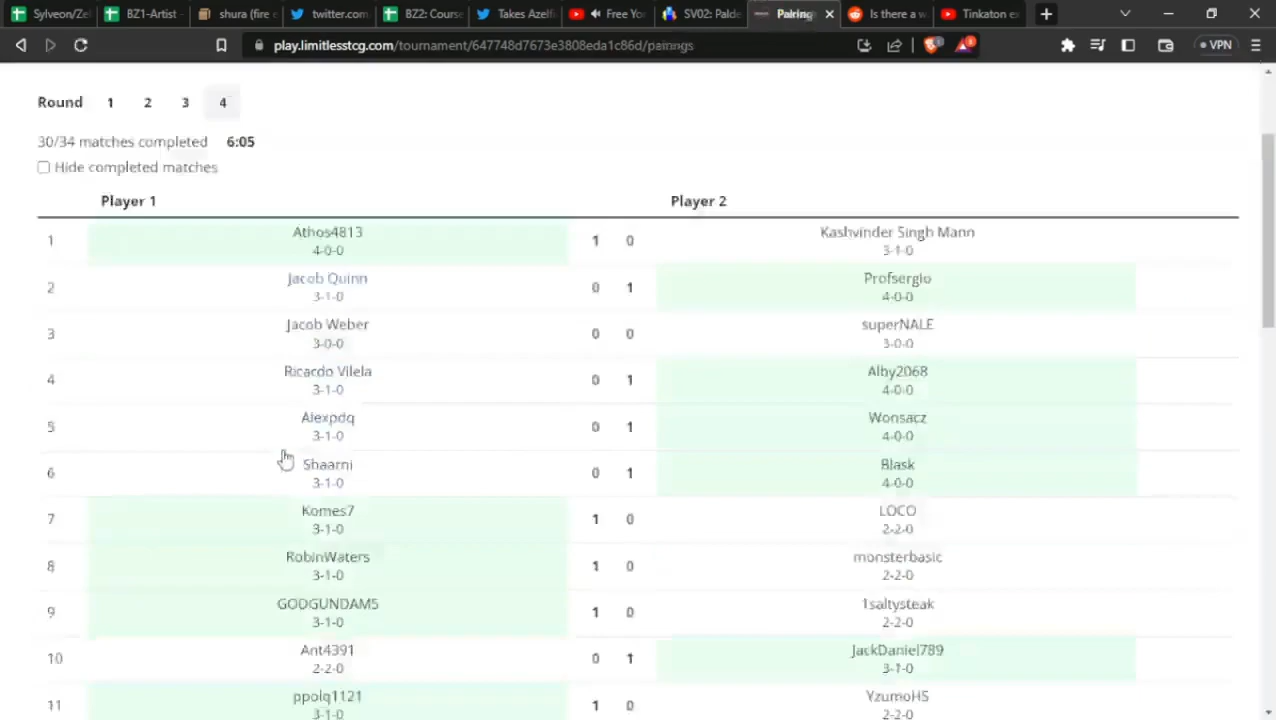 Sylveon/Ze
BZ1-Artist
shura (fire e
twitter.com
BZ2: Course
Takes Azelf
Free Yo
SV02: Palde
Pairing
Is there a w
Tinkaton ex
play.limitlesstcg.com/tournament/647748d7673e3808eda1c86d/pairings
VPN
Round 1 2 3 4
30/34 matches completed 6:05
Hide completed matches
Player 1 Player 2
1 Athos4813 1 0 Kashvinder Singh Mann
4-0-0 3-1-0
2 Jacob Quinn 0 1 Profsergio
3-1-0 4-0-0
3 Jacob Weber 0 0 superNALE
3-0-0 3-0-0
4 Ricardo Vilela 0 1 Alby2068
3-1-0 4-0-0
5 Alexpdq 0 1 Wonsacz
3-1-0 4-0-0
6 Shaarni 0 1 Blask
3-1-0 4-0-0
7 Komes7 1 0 LOCO
3-1-0 2-2-0
8 RobinWaters 1 0 monsterbasic
3-1-0 2-2-0
9 GODGUNDAM5 1 0 1saltysteak
3-1-0 2-2-0
10 Ant4391 0 1 JackDaniel789
2-2-0 3-1-0
11 ppolq1121 1 0 YzumoHS
3-1-0 2-2-0